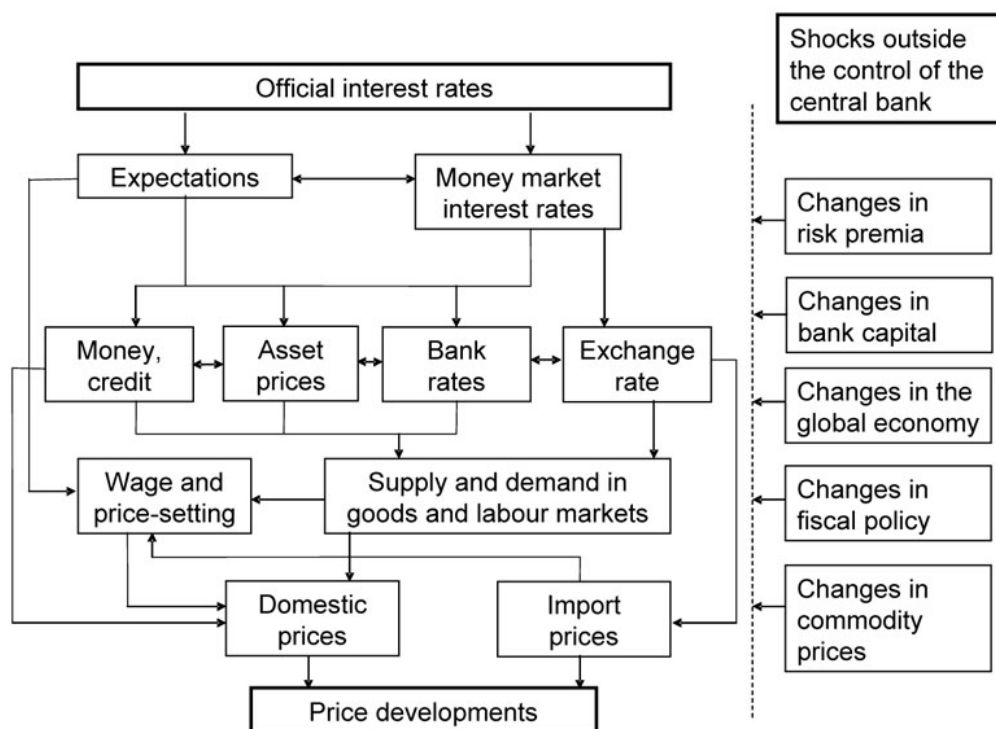 Shocks outside
the control of the
central bank
Official interest rates
Expectations
Money market
interest rates
Changes in
risk premia
Changes in
bank capital
Money,
credit
Asset
prices
Bank
rates
Exchange
rate
Changes in the
global economy
Wage and
price-setting
Supply and demand in
goods and labour markets
Changes in
fiscal policy
Domestic
prices
Import
prices
Changes in
commodity
prices
Price developments